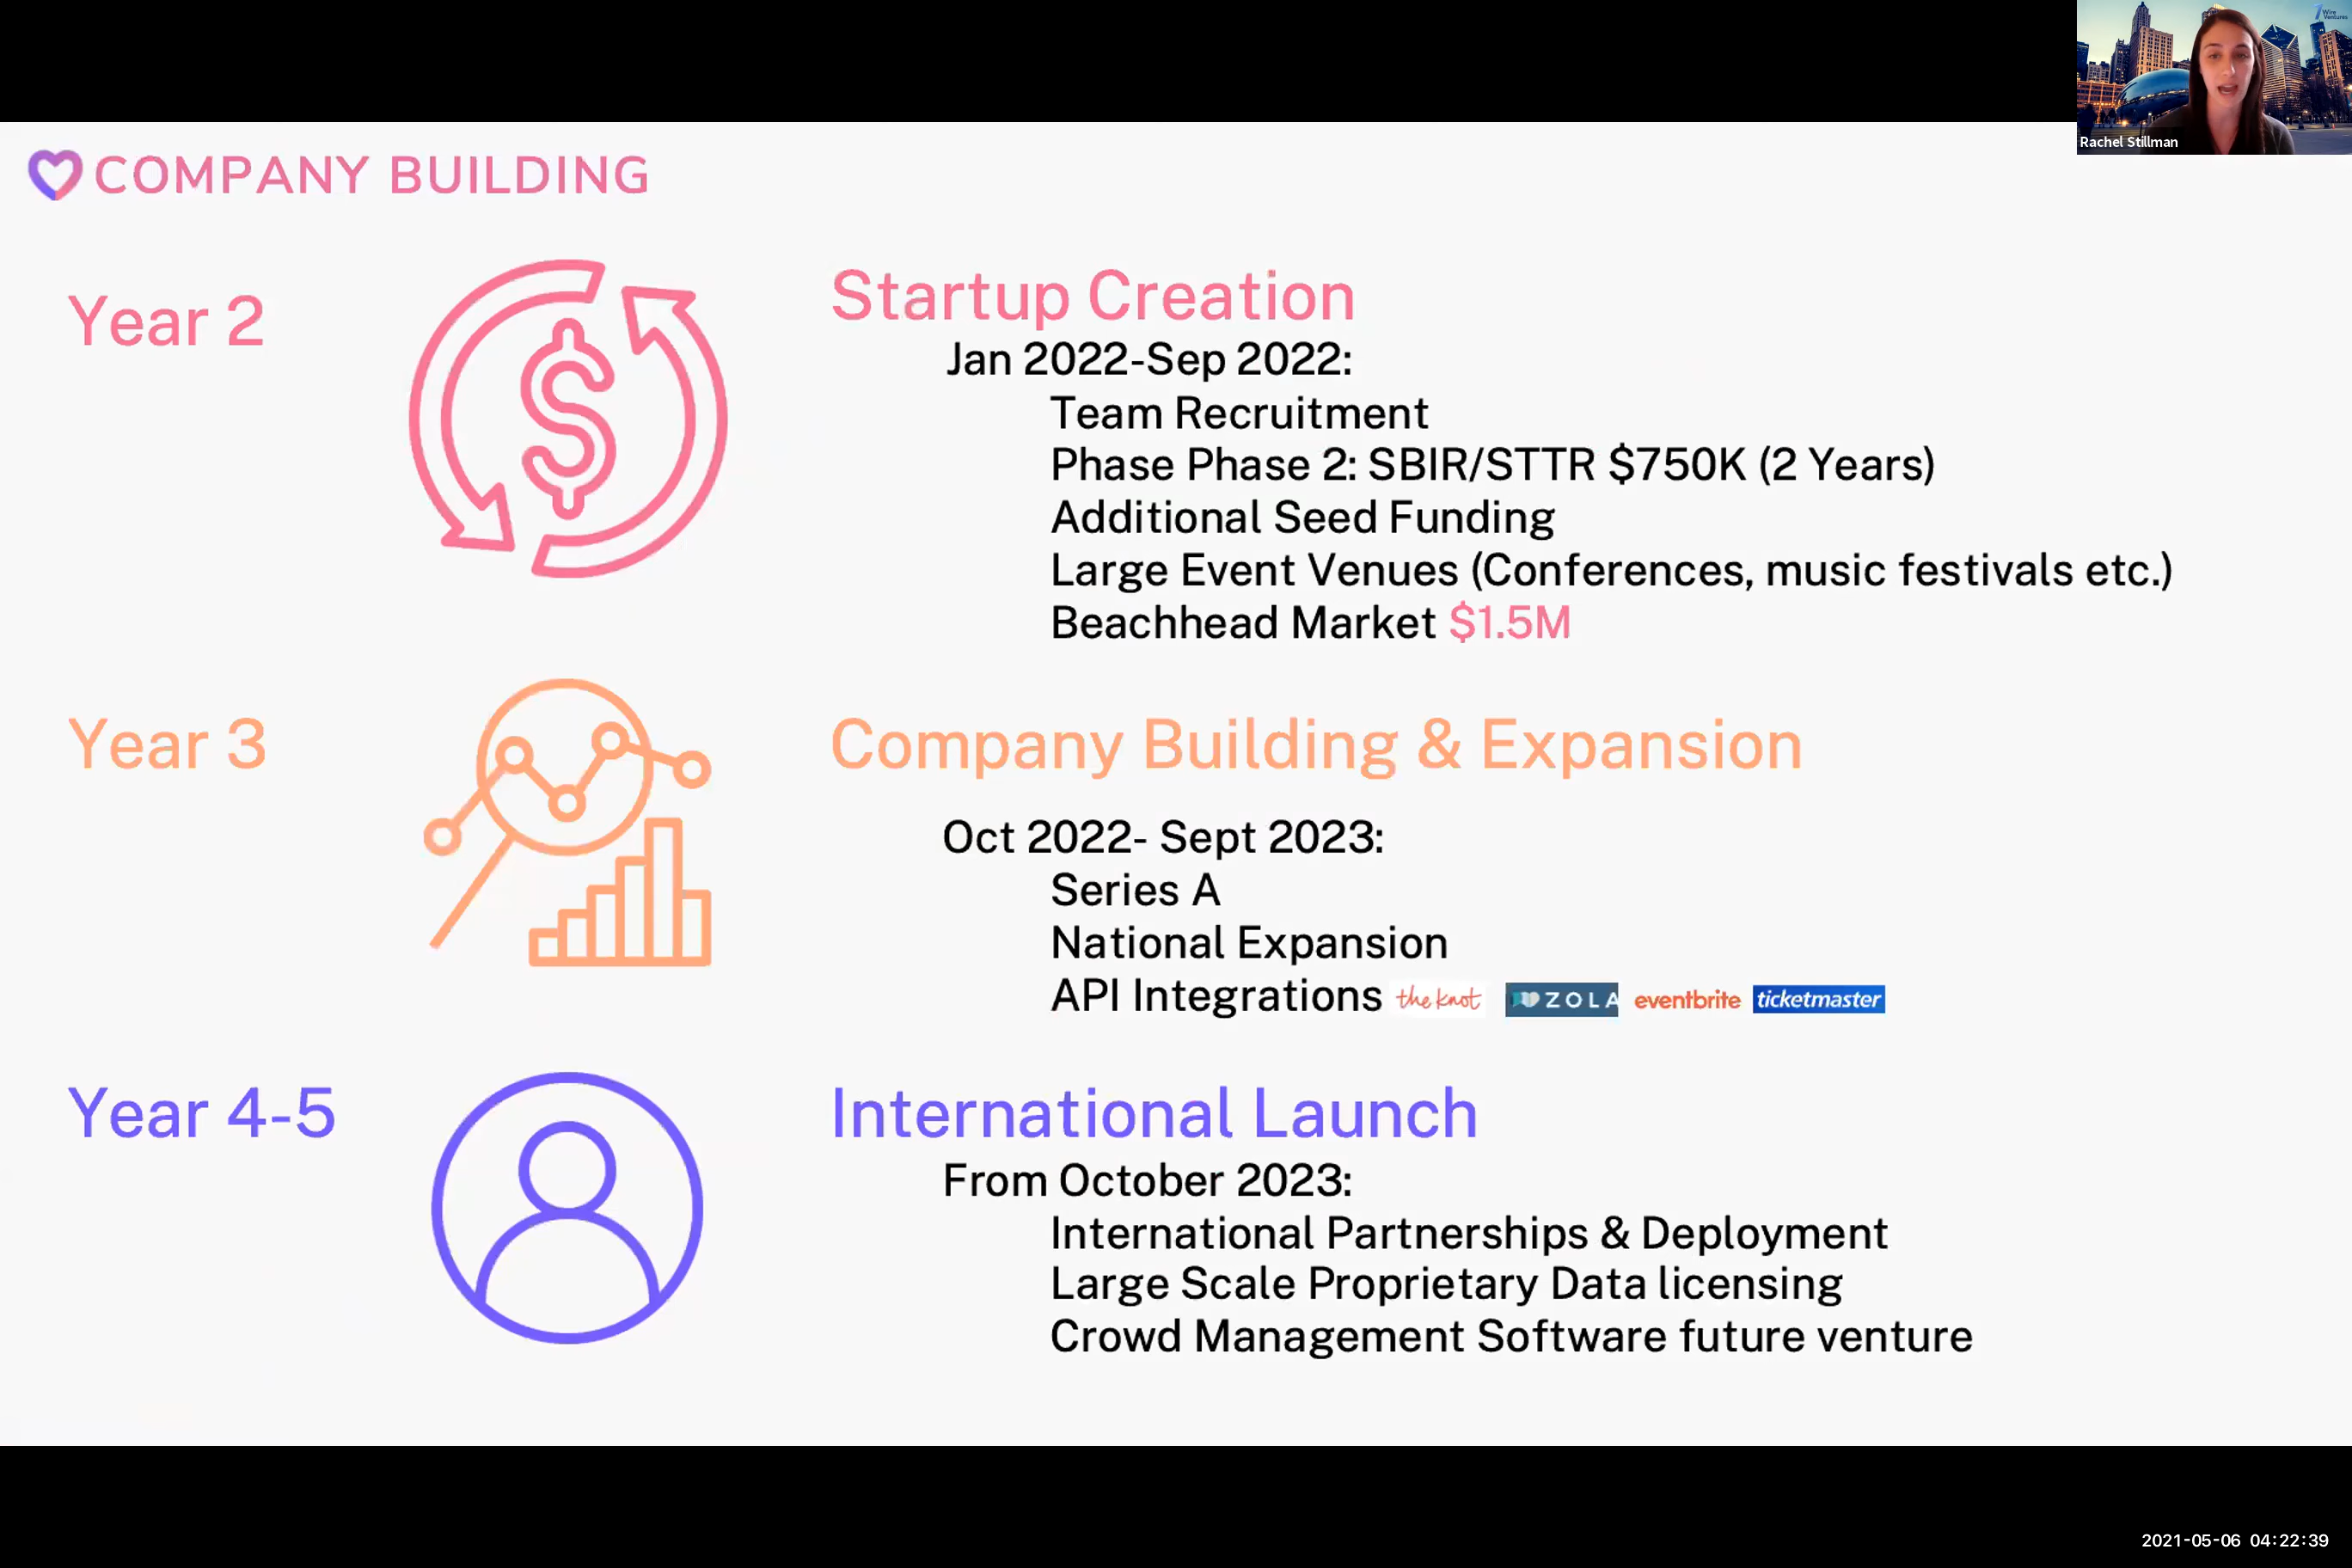 Wire
Ventures
Rachel Stillman
COMPANY BUILDING
Year 2
Startup Creation
Jan 2022-Sep 2022:
Team Recruitment
Phase Phase 2: SBIR/STTR $750K (2 Years)
Additional Seed Funding
Large Event Venues (Conferences, music festivals etc.)
Beachhead Market $1.5M
Year 3
Company Building & Expansion
Oct 2022- Sept 2023:
Series A
National Expansion
API Integrations the knot ZOLA eventbrite ticketmaster
Year 4-5
International Launch
From October 2023:
International Partnerships & Deployment
Large Scale Proprietary Data licensing
Crowd Management Software future venture
2021-05-06 04:22:39